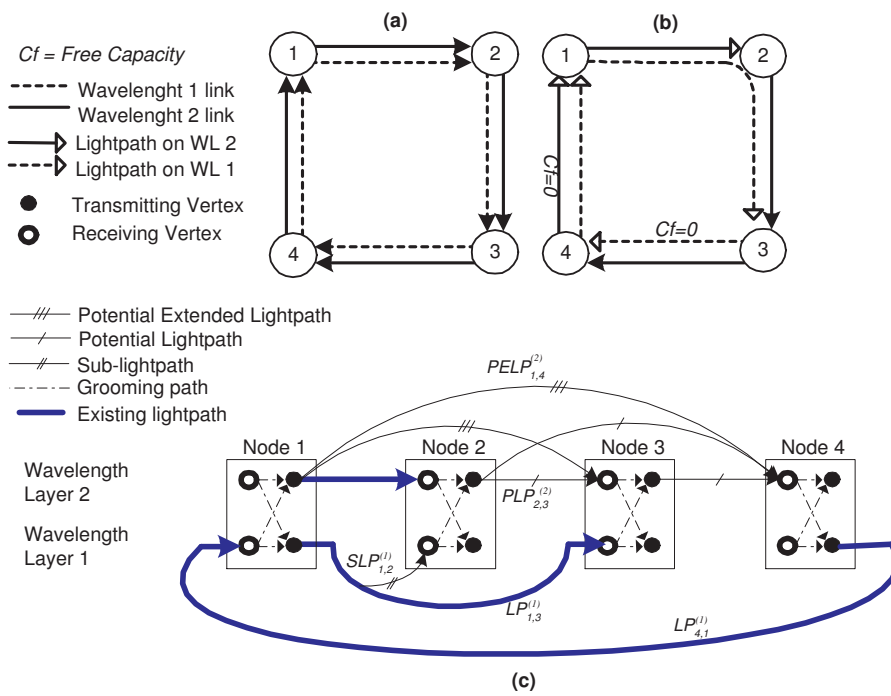 (a)
(b)
Cf = Free Capacity
Wavelenght 1 link
Wavelenght 2 link
Lightpath on WL 2
Lightpath on WL 1
Transmitting Vertex
Receiving Vertex
1
2
3
4
1
2
3
4
Cf=0
Cf=0
Potential Extended Lightpath
Potential Lightpath
Sub-lightpath
Grooming path
Existing lightpath
PELP(2)1,4
Node 1
Node 2
Node 3
Node 4
Wavelength
Layer 2
PLP(2)2,3
Wavelength
Layer 1
SLP(1)1,2
LP(1)1,3
LP(1)4,1
(c)